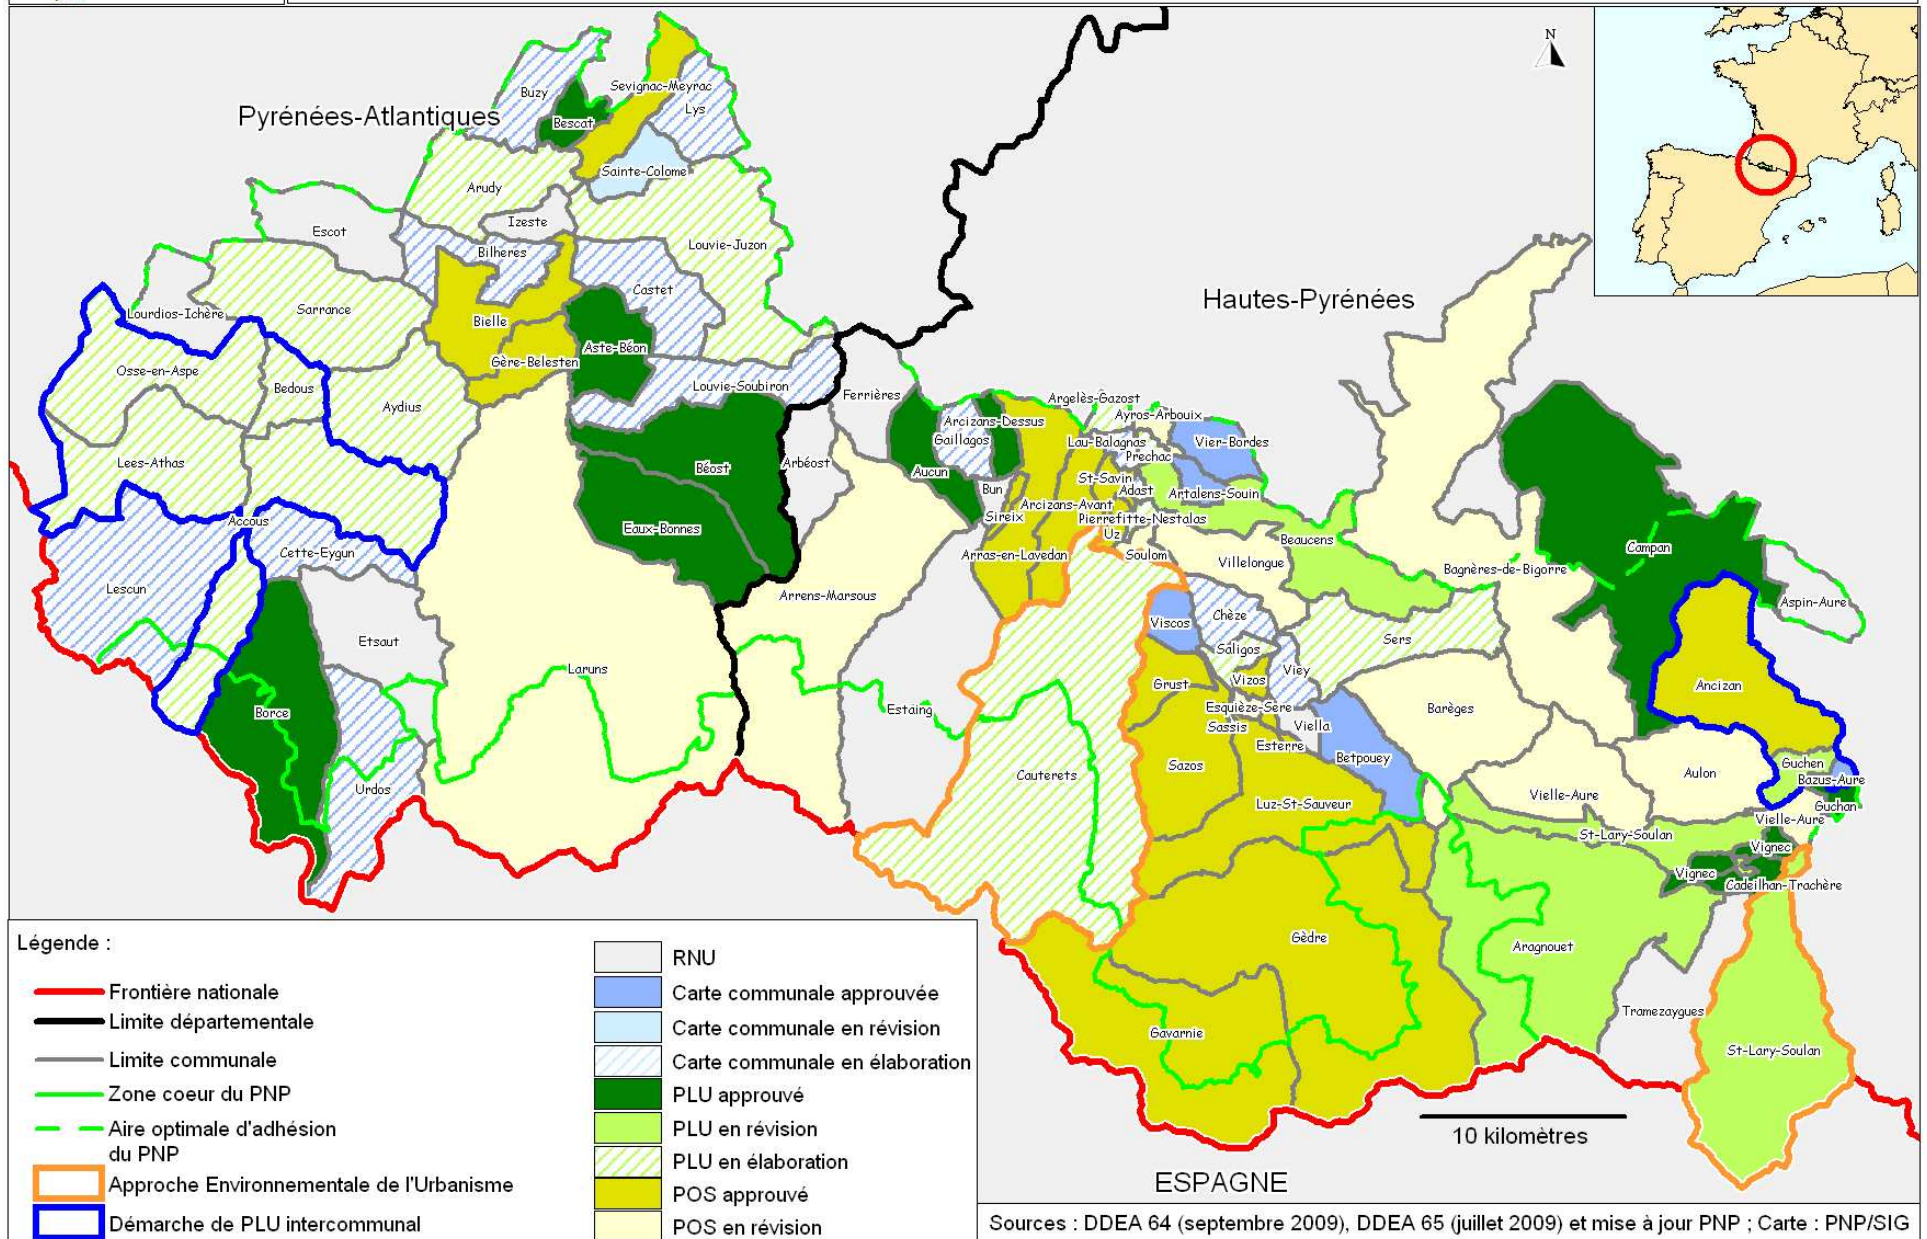 N
Pyrénées-Atlantiques
Hautes-Pyrénées
Buzy
Sevignac-Meyrac
Lys
Bescat
Sainte-Colome
Arudy
Izeste
Escot
Bilheres
Louvie-Juzon
Castet
Lourdios-Ichère
Sarrance
Bielle
Aste-Béon
Gère-Belesten
Osse-en-Aspe
Bedous
Aydius
Louvie-Soubiron
Ferrières
Lees-Athas
Béost
Arbéost
Eaux-Bonnes
Accous
Cette-Eygun
Lescun
Etsaut
Laruns
Borce
Urdos
Argelès-Gazost
Ayros-Arbouix
Arcizans-Dessus
Gaillagos
Lau-Balagnas
Vier-Bordes
Prechac
Aucun
St-Savin
Adast
Artalens-Souin
Bun
Sireix
Arcizans-Avant
Pierrefitte-Nestalas
Uz
Beaucens
Arras-en-Lavedan
Soulom
Villelongue
Bagnères-de-Bigorre
Campan
Aspin-Aure
Arrens-Marsous
Viscos
Chèze
Sers
Saligos
Viey
Grust
Vizos
Ancizan
Estaing
Esquièze-Sère
Sassis
Viella
Barèges
Esterre
Betpouey
Sazos
Cauterets
Guchen
Aulon
Bazus-Aure
Luz-St-Sauveur
Vielle-Aure
Guchan
Vielle-Aure
St-Lary-Soulan
Vignec
Vignec
Cadeilhan-Trachère
Gèdre
Aragnouet
Tramezaygues
Gavarnie
St-Lary-Soulan
10 kilomètres
ESPAGNE
Légende :
Frontière nationale
Limite départementale
Limite communale
Zone coeur du PNP
Aire optimale d'adhésion
du PNP
Approche Environnementale de l'Urbanisme
Démarche de PLU intercommunal
RNU
Carte communale approuvée
Carte communale en révision
Carte communale en élaboration
PLU approuvé
PLU en révision
PLU en élaboration
POS approuvé
POS en révision
Sources : DDEA 64 (septembre 2009), DDEA 65 (juillet 2009) et mise à jour PNP ; Carte : PNP/SIG